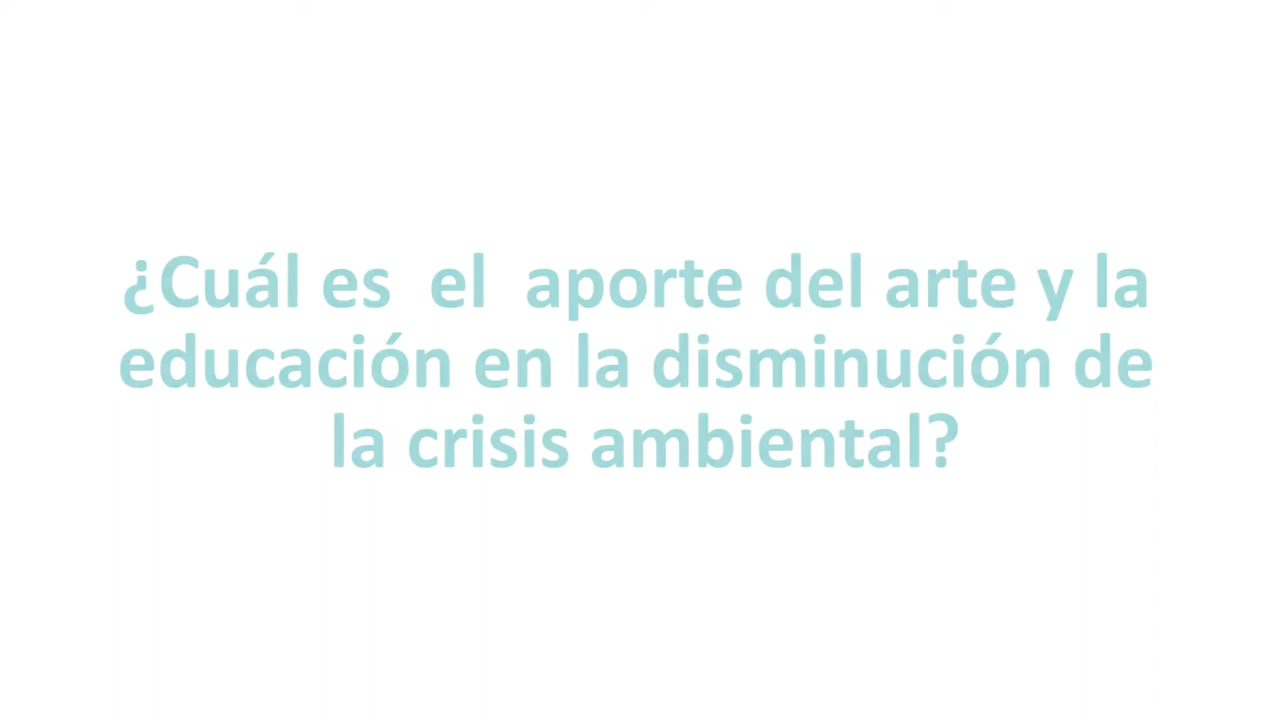 ¿Cuál es  el  aporte del arte y la
educación en la disminución de
la crisis ambiental?